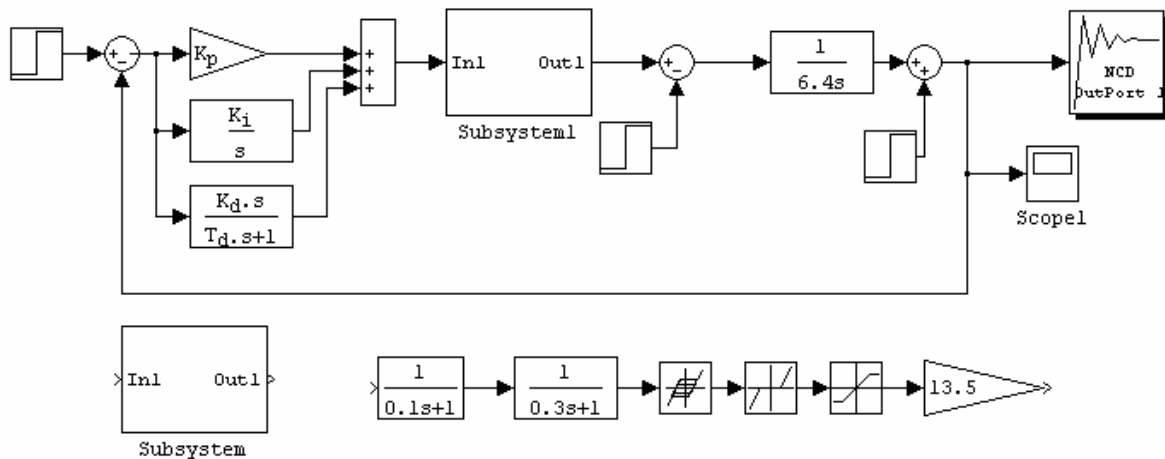 Kp
+
−
+
+
+
In1 Out1
Subsystem1
+
−
1
6.4s
+
+
NCD
OutPort 1
Ki
s
Kd.s
Td.s+1
Scope1
In1 Out1
Subsystem
1
0.1s+1
1
0.3s+1
13.5